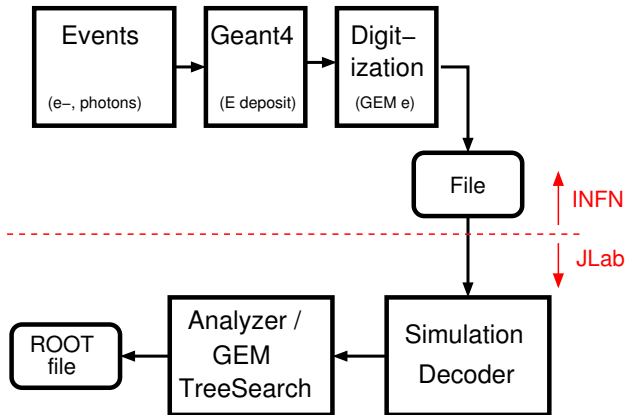 Events
(e−, photons)
Geant4
(E deposit)
Digit−
ization
(GEM e)
File
INFN
JLab
Simulation
Decoder
Analyzer /
GEM
TreeSearch
ROOT
file